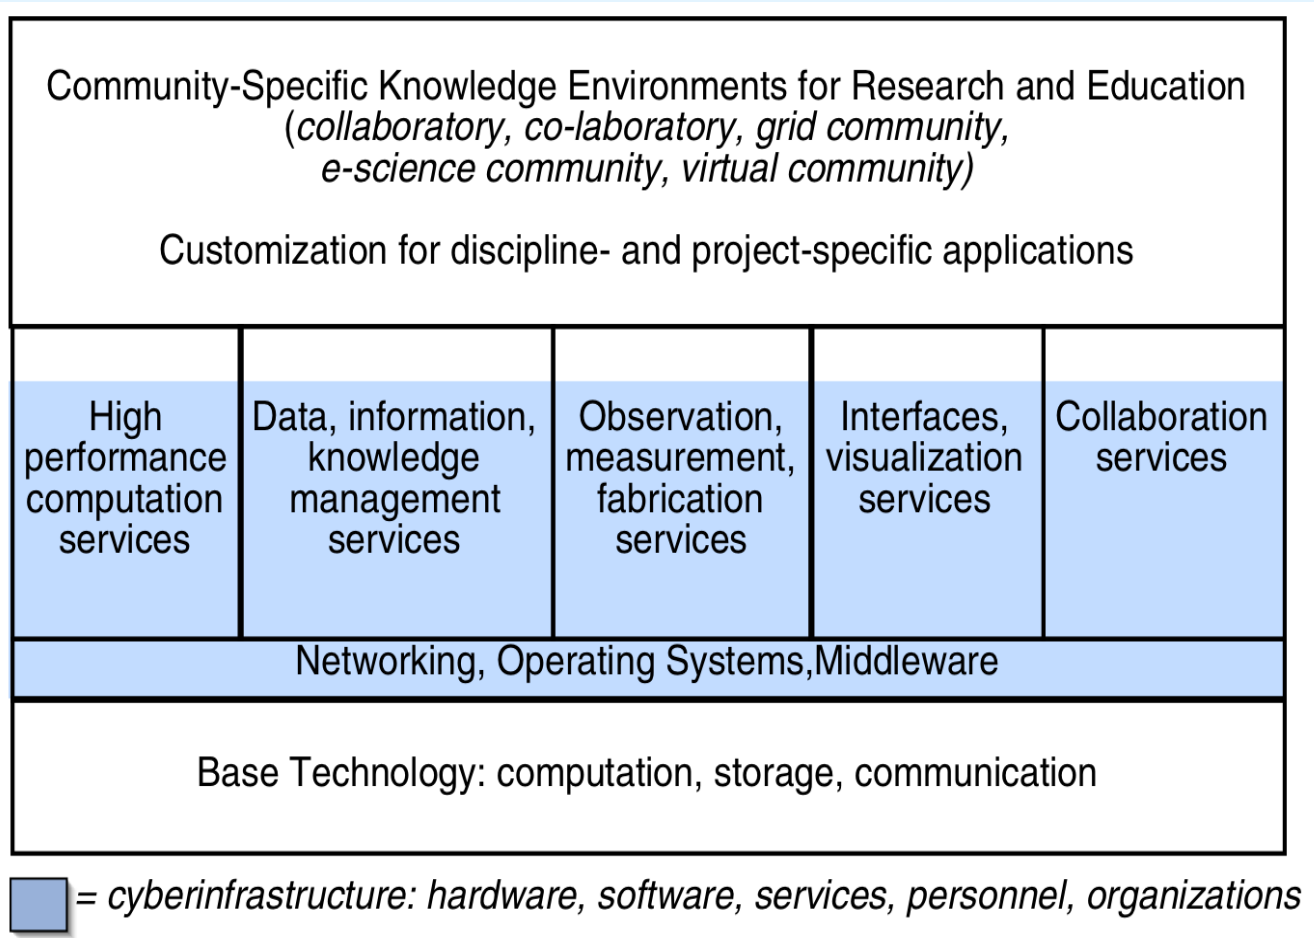 Community-Specific Knowledge Environments for Research and Education
(collaboratory, co-laboratory, grid community,
e-science community, virtual community)
Customization for discipline- and project-specific applications
High
performance
computation
services
Data, information,
knowledge
management
services
Observation,
measurement,
fabrication
services
Interfaces,
visualization
services
Collaboration
services
Networking, Operating Systems,Middleware
Base Technology: computation, storage, communication
= cyberinfrastructure: hardware, software, services, personnel, organizations